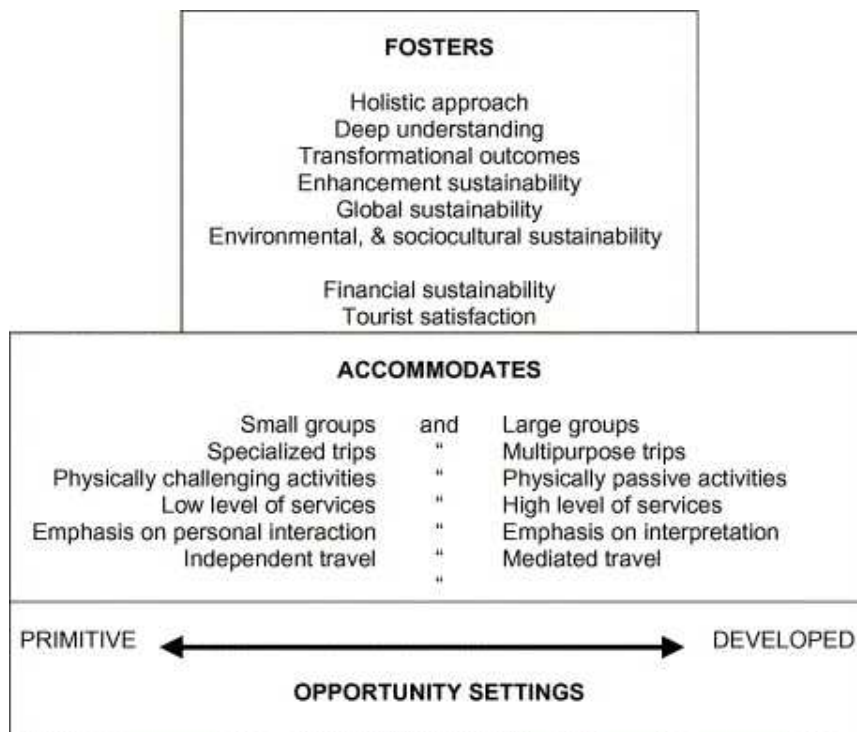 FOSTERS
Holistic approach
Deep understanding
Transformational outcomes
Enhancement sustainability
Global sustainability
Environmental, & sociocultural sustainability
Financial sustainability
Tourist satisfaction
ACCOMMODATES
Small groups and Large groups
Specialized trips “ Multipurpose trips
Physically challenging activities “ Physically passive activities
Low level of services “ High level of services
Emphasis on personal interaction “ Emphasis on interpretation
Independent travel “ Mediated travel
“
PRIMITIVE DEVELOPED
OPPORTUNITY SETTINGS